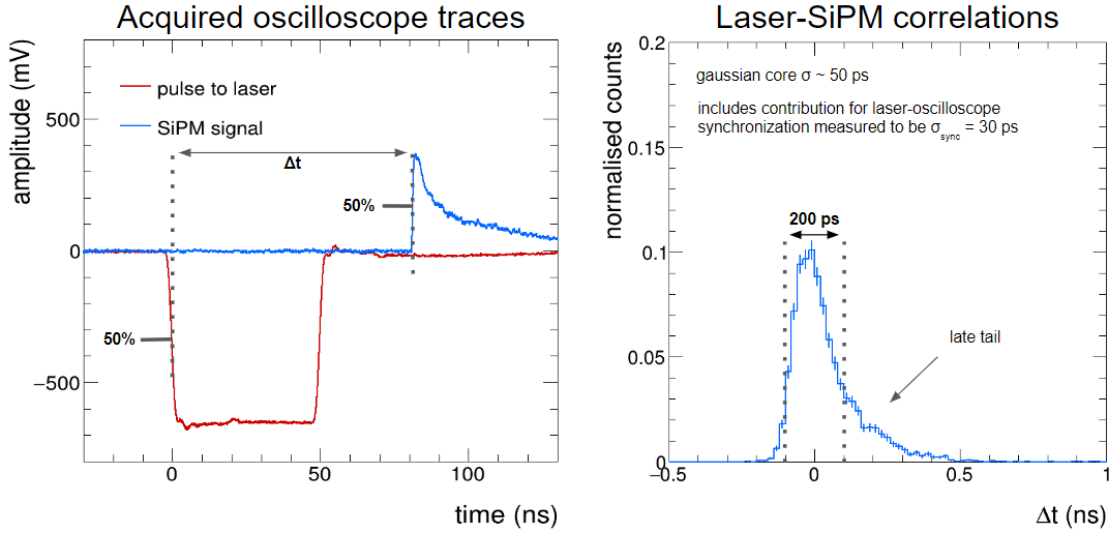 Acquired oscilloscope traces
amplitude (mV)
500
0
−500
pulse to laser
SiPM signal
Δt
50%
50%
0
50
100
time (ns)
Laser-SiPM correlations
normalised counts
0.2
0.15
0.1
0.05
0
gaussian core σ ~ 50 ps
includes contribution for laser-oscilloscope
synchronization measured to be σsync = 30 ps
200 ps
late tail
−0.5
0
0.5
1
Δt (ns)